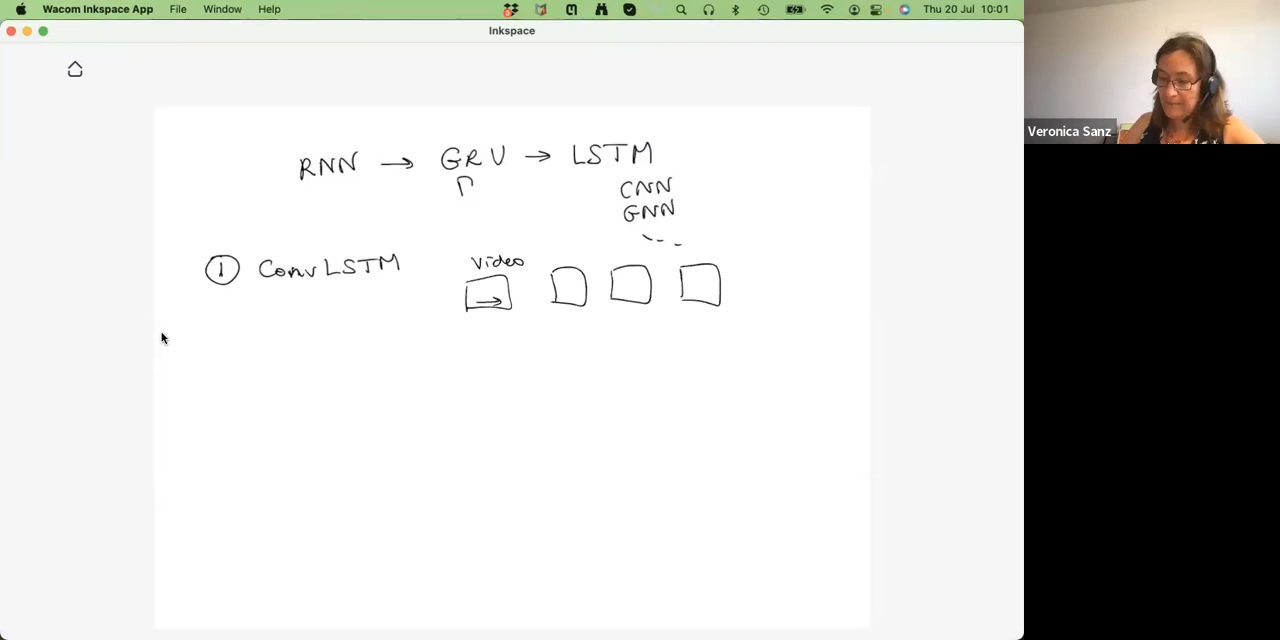 Wacom Inkspace App File Window Help Thu 20 Jul 10:01
Inkspace
Veronica Sanz
RNN → GRU → LSTM
CNN
GNN
...
Video
① ConvLSTM